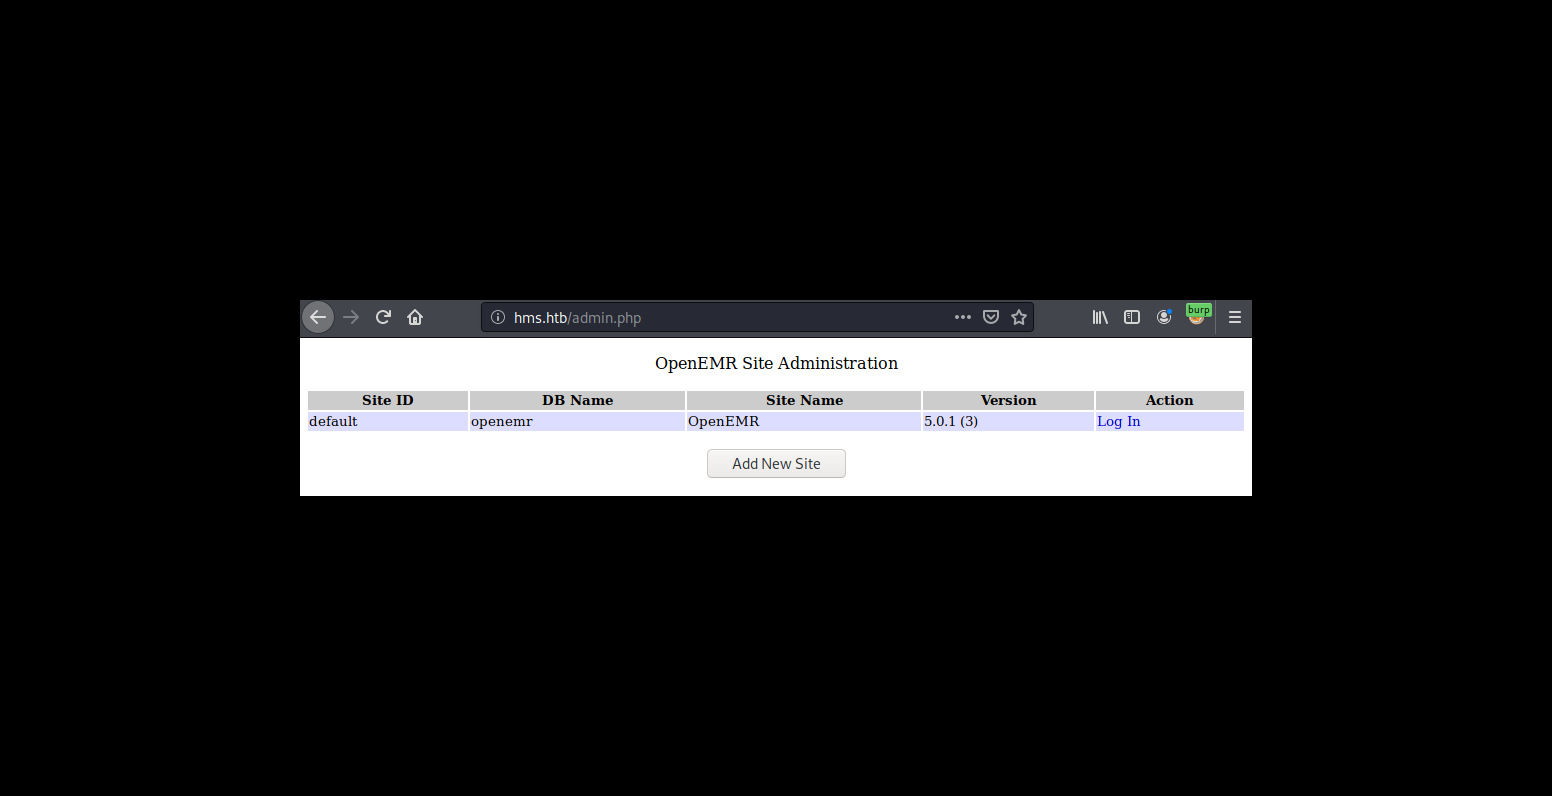 burp
hms.htb/admin.php
OpenEMR Site Administration
Site ID DB Name Site Name Version Action
default openemr OpenEMR 5.0.1 (3) Log In
Add New Site